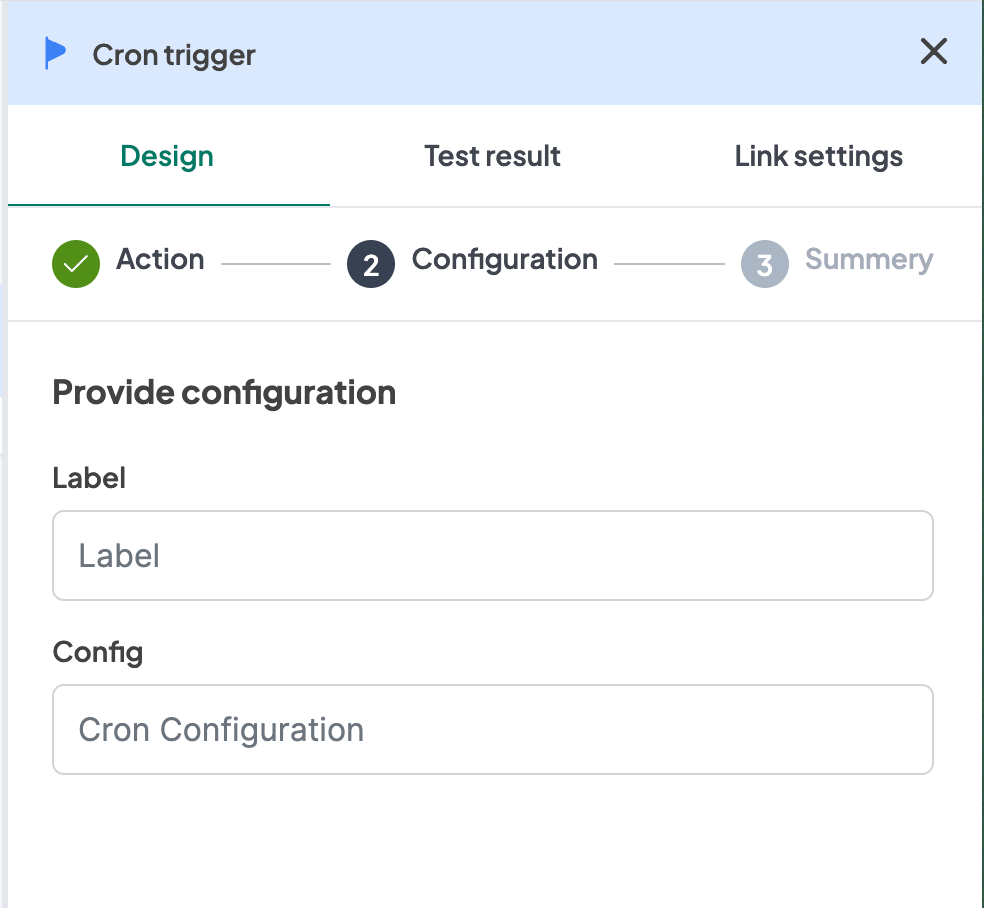 Cron trigger
Design Test result Link settings
Action 2 Configuration 3 Summery
Provide configuration
Label
Label
Config
Cron Configuration